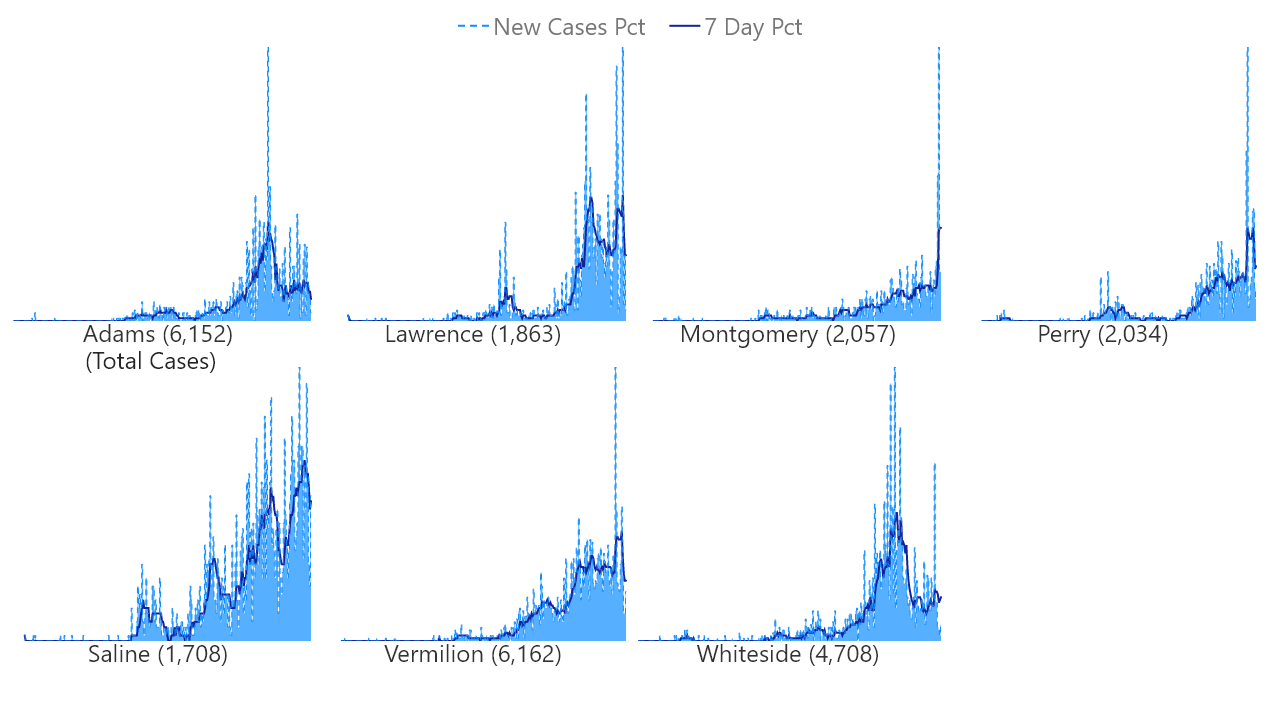 New Cases Pct 7 Day Pct
Adams (6,152)
(Total Cases)
Lawrence (1,863)
Montgomery (2,057)
Perry (2,034)
Saline (1,708)
Vermilion (6,162)
Whiteside (4,708)